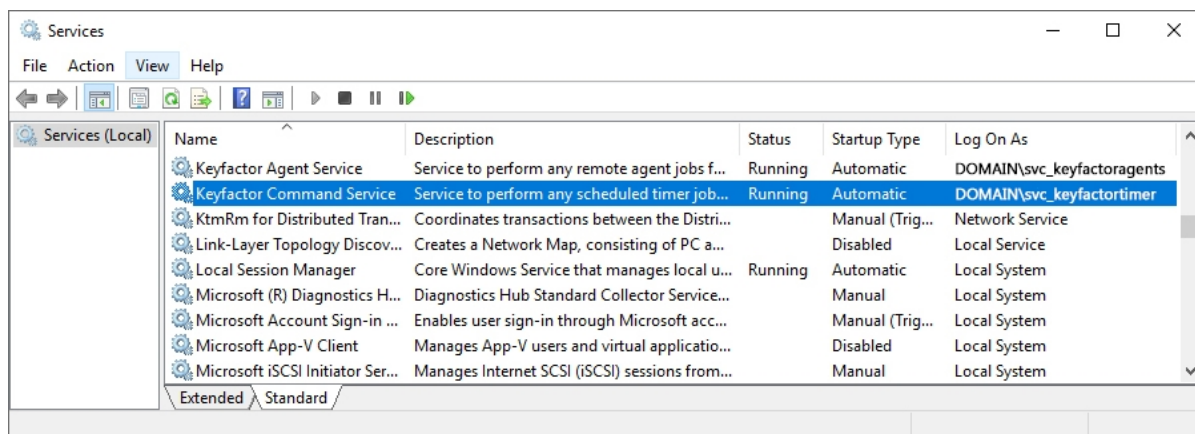 Services
File Action View Help
Services (Local)
Name Description Status Startup Type Log On As
Keyfactor Agent Service Service to perform any remote agent jobs f... Running Automatic DOMAIN\svc_keyfactoragents
Keyfactor Command Service Service to perform any scheduled timer job... Running Automatic DOMAIN\svc_keyfactortimer
KtmRm for Distributed Tran... Coordinates transactions between the Distri... Manual (Trig... Network Service
Link-Layer Topology Discov... Creates a Network Map, consisting of PC a... Disabled Local Service
Local Session Manager Core Windows Service that manages local u... Running Automatic Local System
Microsoft (R) Diagnostics H... Diagnostics Hub Standard Collector Service... Manual Local System
Microsoft Account Sign-in ... Enables user sign-in through Microsoft acc... Manual (Trig... Local System
Microsoft App-V Client Manages App-V users and virtual applicatio... Disabled Local System
Microsoft iSCSI Initiator Ser... Manages Internet SCSI (iSCSI) sessions from... Manual Local System
Extended Standard